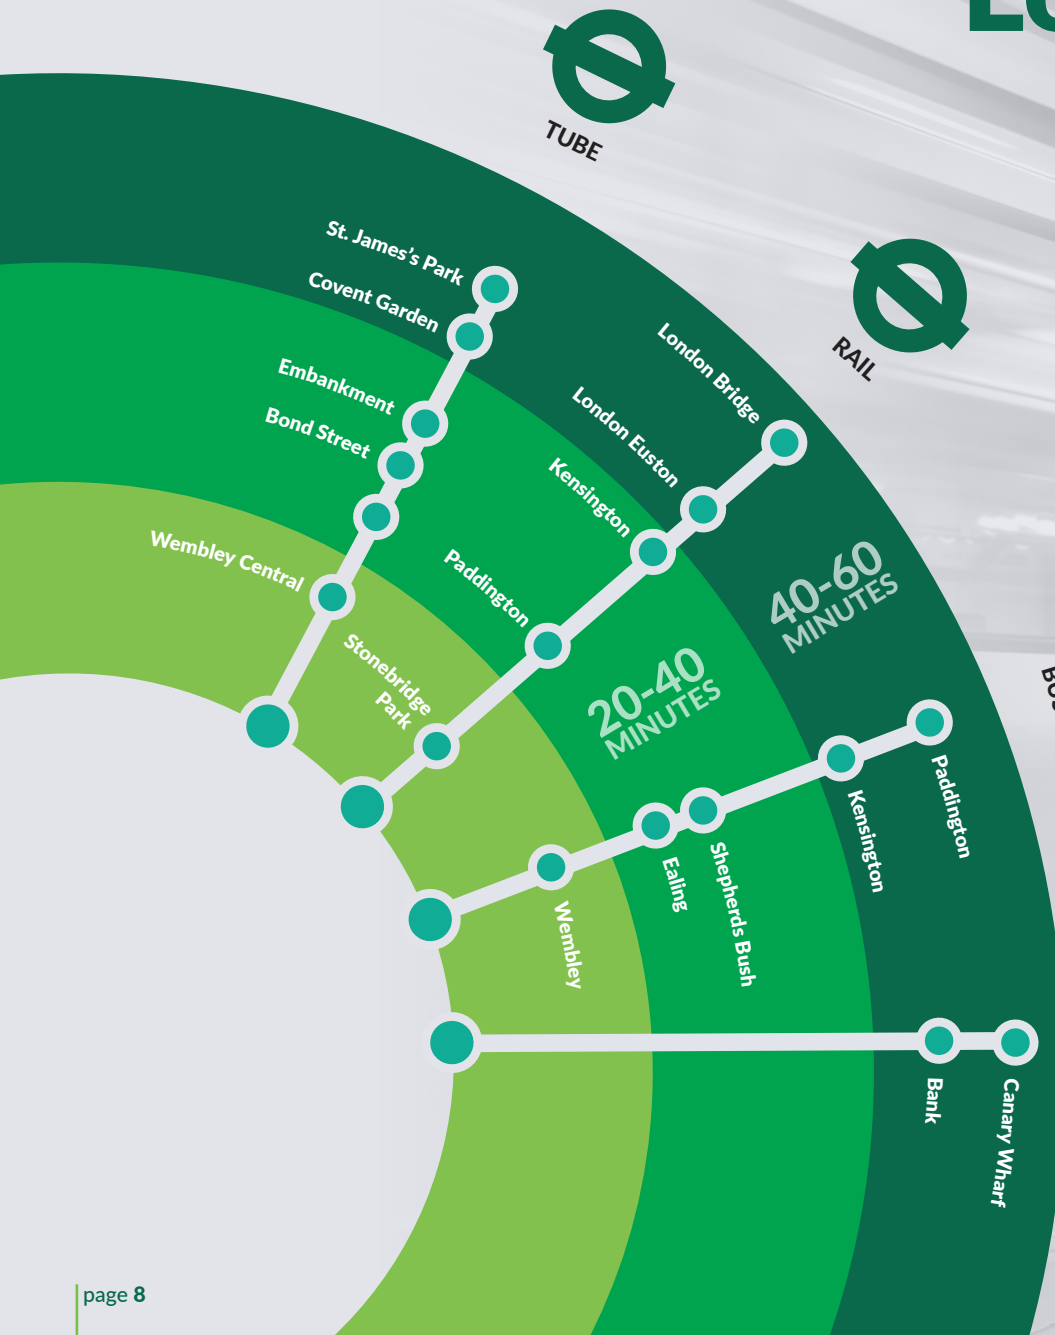 TUBE
St. James's Park
Covent Garden
Embankment
Bond Street
Wembley Central
RAIL
London Bridge
London Euston
Kensington
Paddington
Stonebridge
Park
40-60
MINUTES
20-40
MINUTES
Paddington
Kensington
Shepherds Bush
Ealing
Wembley
Bank
Canary Wharf
page 8